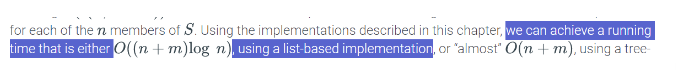 for each of the n members of S. Using the implementations described in this chapter, we can achieve a running
time that is either O((n + m)log n), using a list-based implementation, or “almost” O(n + m), using a tree-